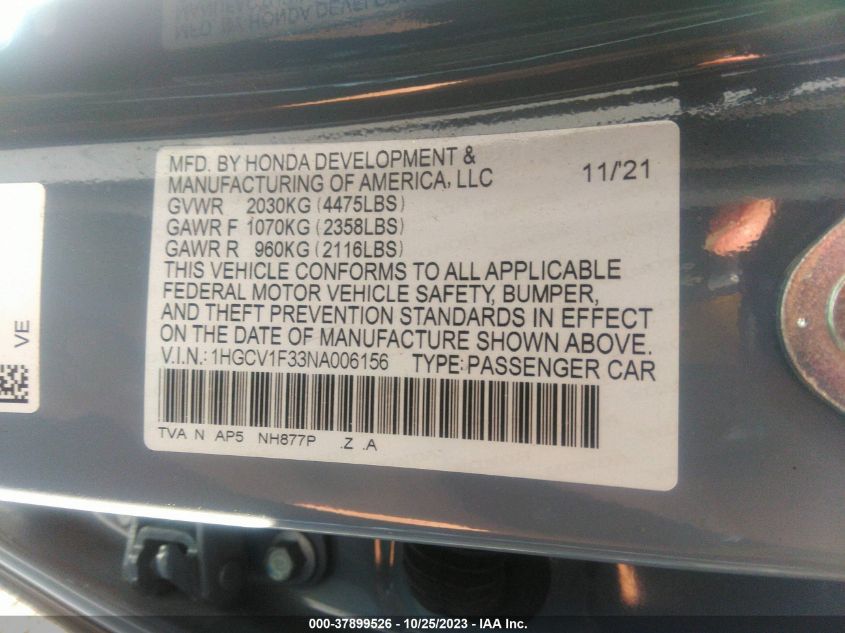 MFD. BY HONDA DEVELOPMENT &
MANUFACTURING OF AMERICA, LLC 11/'21
GVWR 2030KG (4475LBS)
GAWR F 1070KG (2358LBS)
GAWR R 960KG (2116LBS)
THIS VEHICLE CONFORMS TO ALL APPLICABLE
FEDERAL MOTOR VEHICLE SAFETY, BUMPER,
AND THEFT PREVENTION STANDARDS IN EFFECT
ON THE DATE OF MANUFACTURE SHOWN ABOVE.
V.I.N.: 1HGCV1F33NA006156 TYPE: PASSENGER CAR
TVA N AP5 NH877P .Z .A
VE
000-37899526 - 10/25/2023 - IAA Inc.